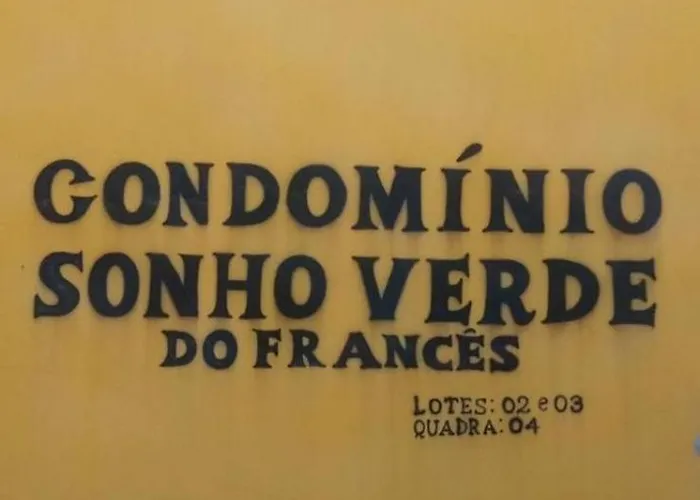 CONDOMÍNIO
SONHO VERDE
DO FRANCÊS
LOTES: 02 e 03
QUADRA: 04